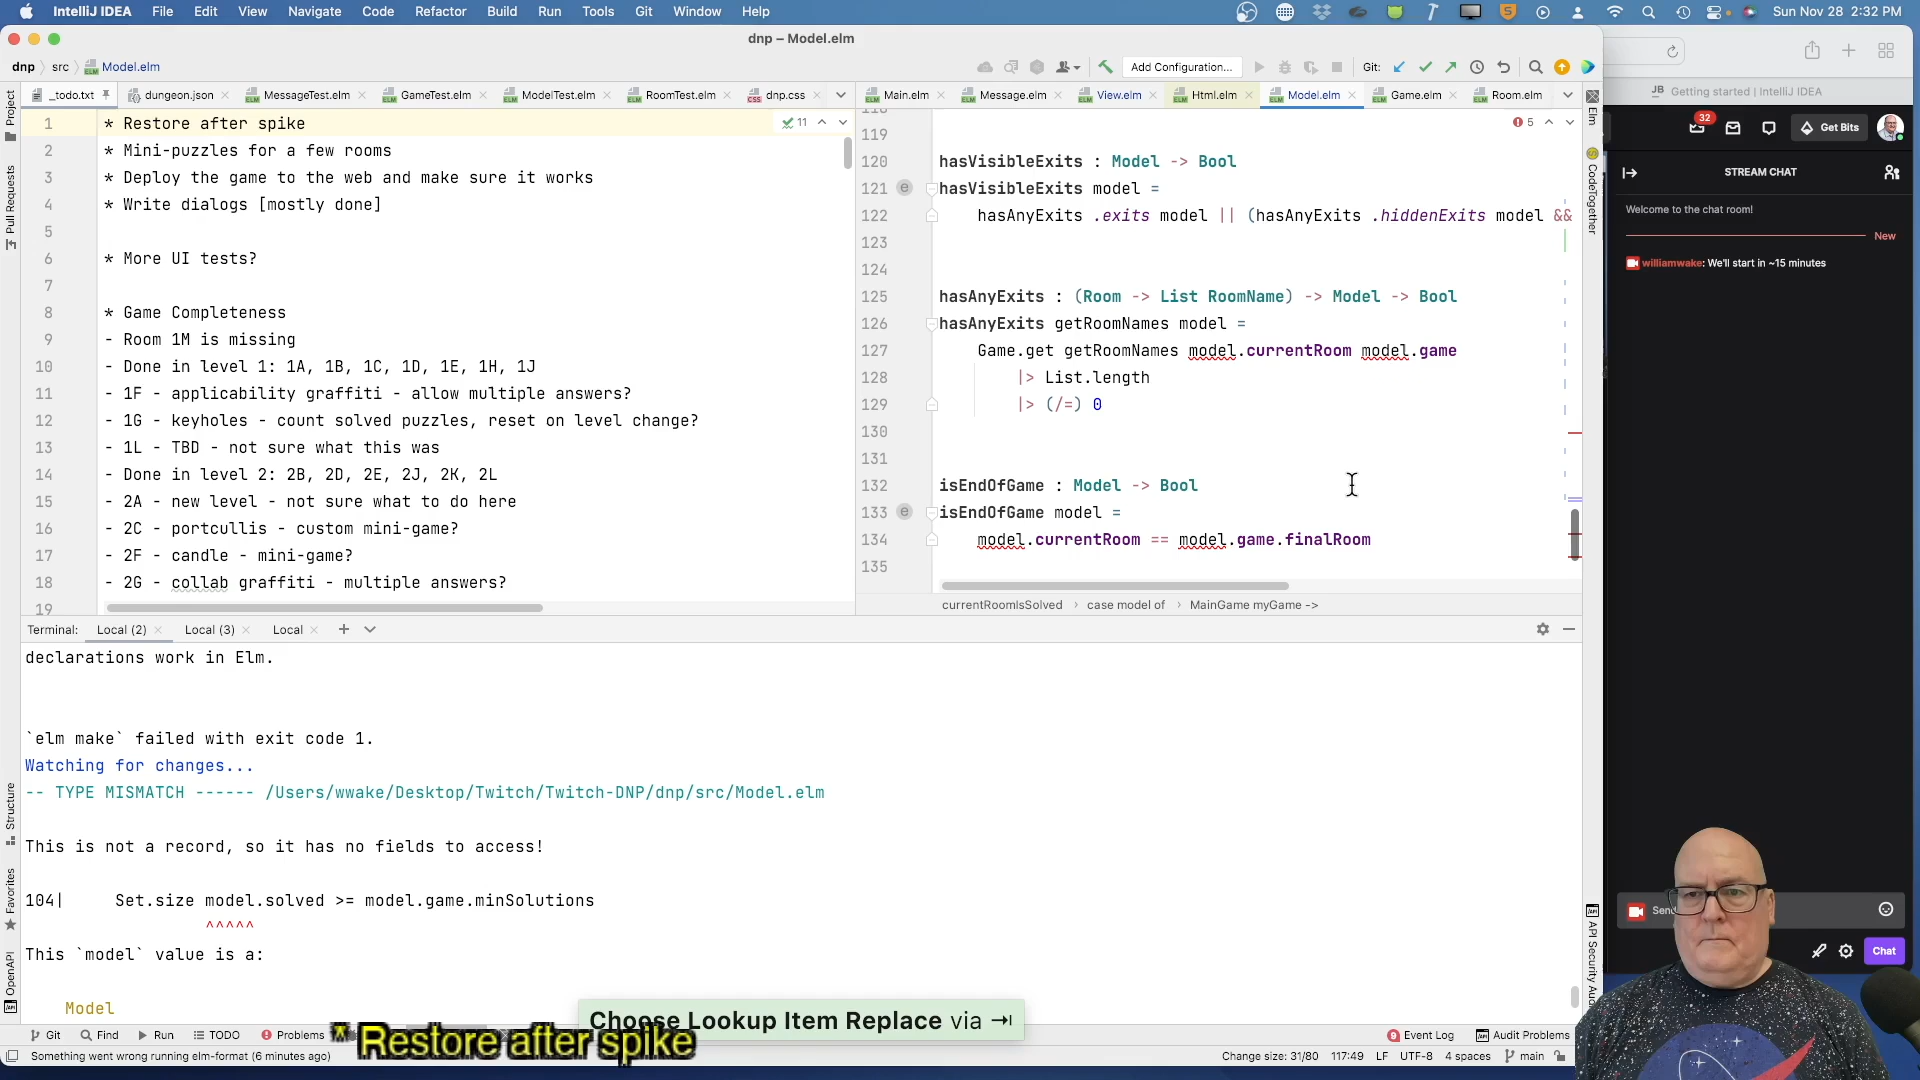 IntelliJ IDEA File Edit View Navigate Code Refactor Build Run Tools Git Window Help
Sun Nov 28 2:32 PM
dnp – Model.elm
dnp src Model.elm
Add Configuration...
Git:
_todo.txt dungeon.json MessageTest.elm GameTest.elm ModelTest.elm RoomTest.elm dnp.css
Main.elm Message.elm View.elm Html.elm Model.elm Game.elm Room.elm
1 * Restore after spike
2 * Mini-puzzles for a few rooms
3 * Deploy the game to the web and make sure it works
4 * Write dialogs [mostly done]
5
6 * More UI tests?
7
8 * Game Completeness
9 - Room 1M is missing
10 - Done in level 1: 1A, 1B, 1C, 1D, 1E, 1H, 1J
11 - 1F - applicability graffiti - allow multiple answers?
12 - 1G - keyholes - count solved puzzles, reset on level change?
13 - 1L - TBD - not sure what this was
14 - Done in level 2: 2B, 2D, 2E, 2J, 2K, 2L
15 - 2A - new level - not sure what to do here
16 - 2C - portcullis - custom mini-game?
17 - 2F - candle - mini-game?
18 - 2G - collab graffiti - multiple answers?
19
11
5
119
120 hasVisibleExits : Model -> Bool
121 hasVisibleExits model =
122 hasAnyExits .exits model || (hasAnyExits .hiddenExits model &&
123
124
125 hasAnyExits : (Room -> List RoomName) -> Model -> Bool
126 hasAnyExits getRoomNames model =
127 Game.get getRoomNames model.currentRoom model.game
128 |> List.length
129 |> (/=) 0
130
131
132 isEndOfGame : Model -> Bool
133 isEndOfGame model =
134 model.currentRoom == model.game.finalRoom
135
currentRoomIsSolved › case model of › MainGame myGame ->
Project
Pull Requests
Structure
Favorites
OpenAPI
Elm
CodeTogether
API Security Au
Terminal: Local (2) Local (3) Local
declarations work in Elm.
`elm make` failed with exit code 1.
Watching for changes...
-- TYPE MISMATCH ------ /Users/wwake/Desktop/Twitch/Twitch-DNP/dnp/src/Model.elm
This is not a record, so it has no fields to access!
104| Set.size model.solved >= model.game.minSolutions
^^^^^
This `model` value is a:
Model
Choose Lookup Item Replace via ⇥
* Restore after spike
Git Find Run TODO Problems
Event Log Audit Problems
Something went wrong running elm-format (6 minutes ago)
Change size: 31/80 117:49 LF UTF-8 4 spaces main
JB Getting started | IntelliJ IDEA
32
Get Bits
STREAM CHAT
Welcome to the chat room!
New
williamwake: We'll start in ~15 minutes
Sen
Chat